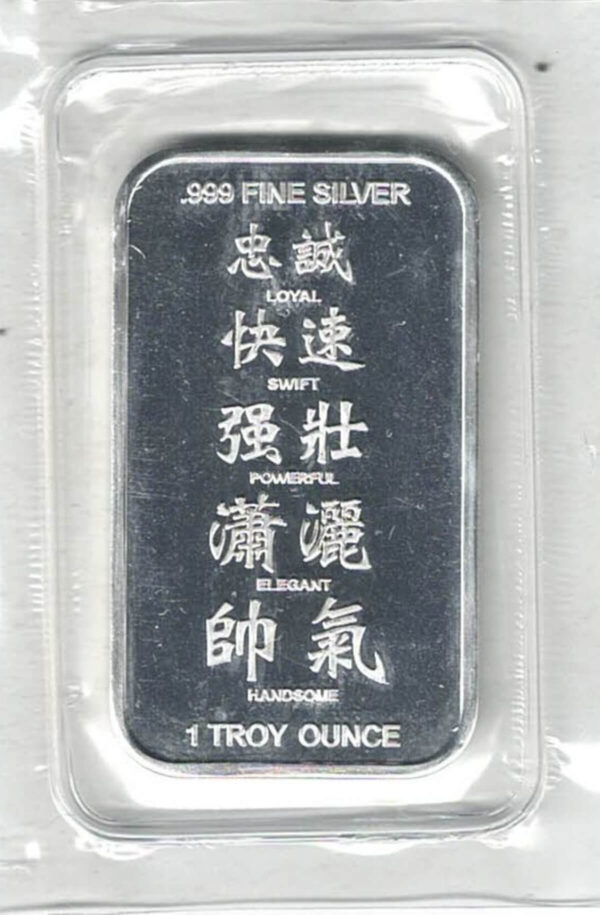 .999 FINE SILVER
忠誠
LOYAL
快速
SWIFT
强壯
POWERFUL
瀟灑
ELEGANT
帥氣
HANDSOME
1 TROY OUNCE